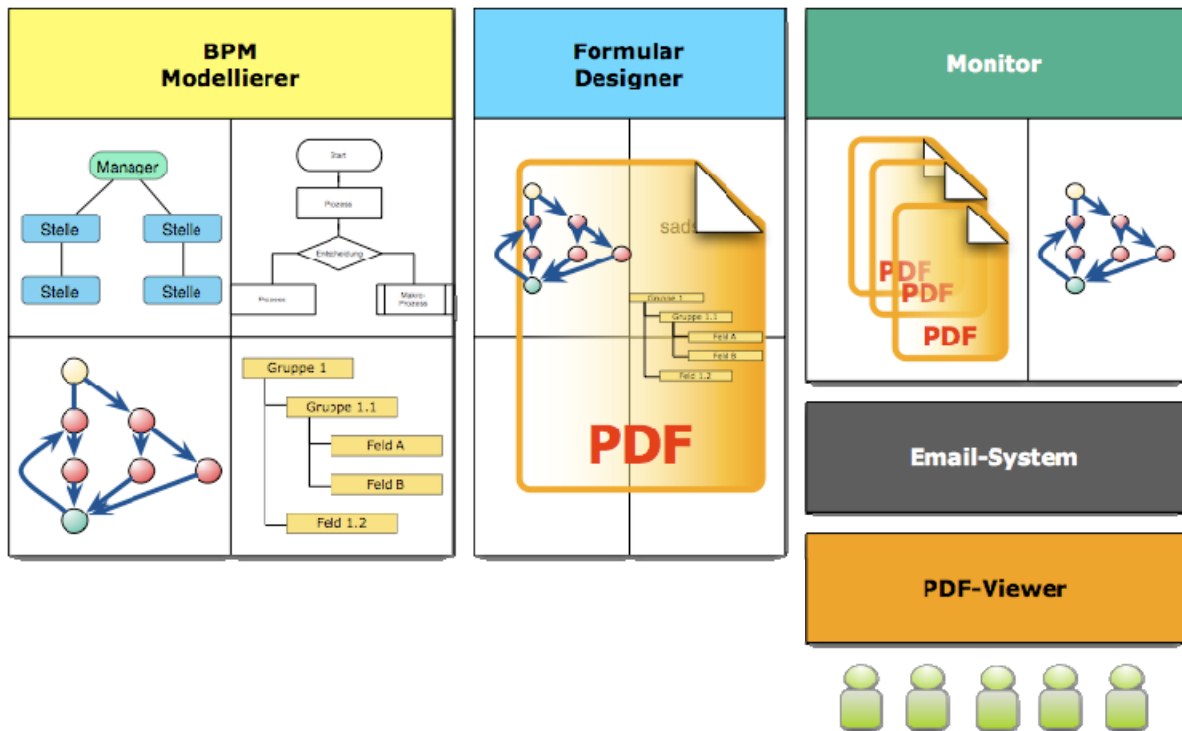 BPM
Modellierer
Manager
Stelle
Stelle
Stelle
Stelle
Start
Prozess
Entscheidung
Prozess
Makro-
Prozess
Gruppe 1
Gruppe 1.1
Feld A
Feld B
Feld 1.2
Formular
Designer
sads
Gruppe 1
Gruppe 1.1
Feld A
Feld B
Feld 1.2
PDF
Monitor
PDF
PDF
PDF
Email-System
PDF-Viewer